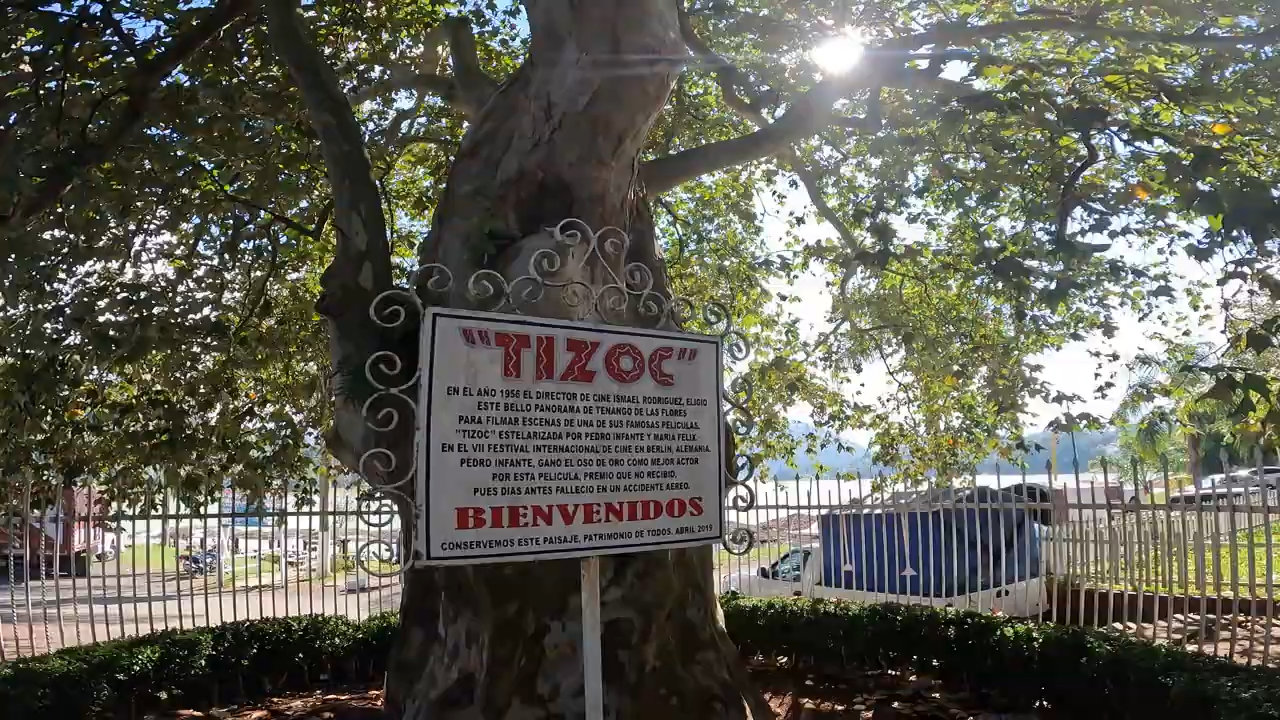 "TIZOC"
EN EL AÑO 1956 EL DIRECTOR DE CINE ISMAEL RODRIGUEZ, ELIGIO
ESTE BELLO PANORAMA DE TENANGO DE LAS FLORES
PARA FILMAR ESCENAS DE UNA DE SUS FAMOSAS PELICULAS.
"TIZOC" ESTELARIZADA POR PEDRO INFANTE Y MARIA FELIX.
EN EL VII FESTIVAL INTERNACIONAL DE CINE EN BERLIN, ALEMANIA.
PEDRO INFANTE, GANO EL OSO DE ORO COMO MEJOR ACTOR
POR ESTA PELICULA, PREMIO QUE NO RECIBIO,
PUES DIAS ANTES FALLECIO EN UN ACCIDENTE AEREO.
BIENVENIDOS
CONSERVEMOS ESTE PAISAJE, PATRIMONIO DE TODOS. ABRIL 2019